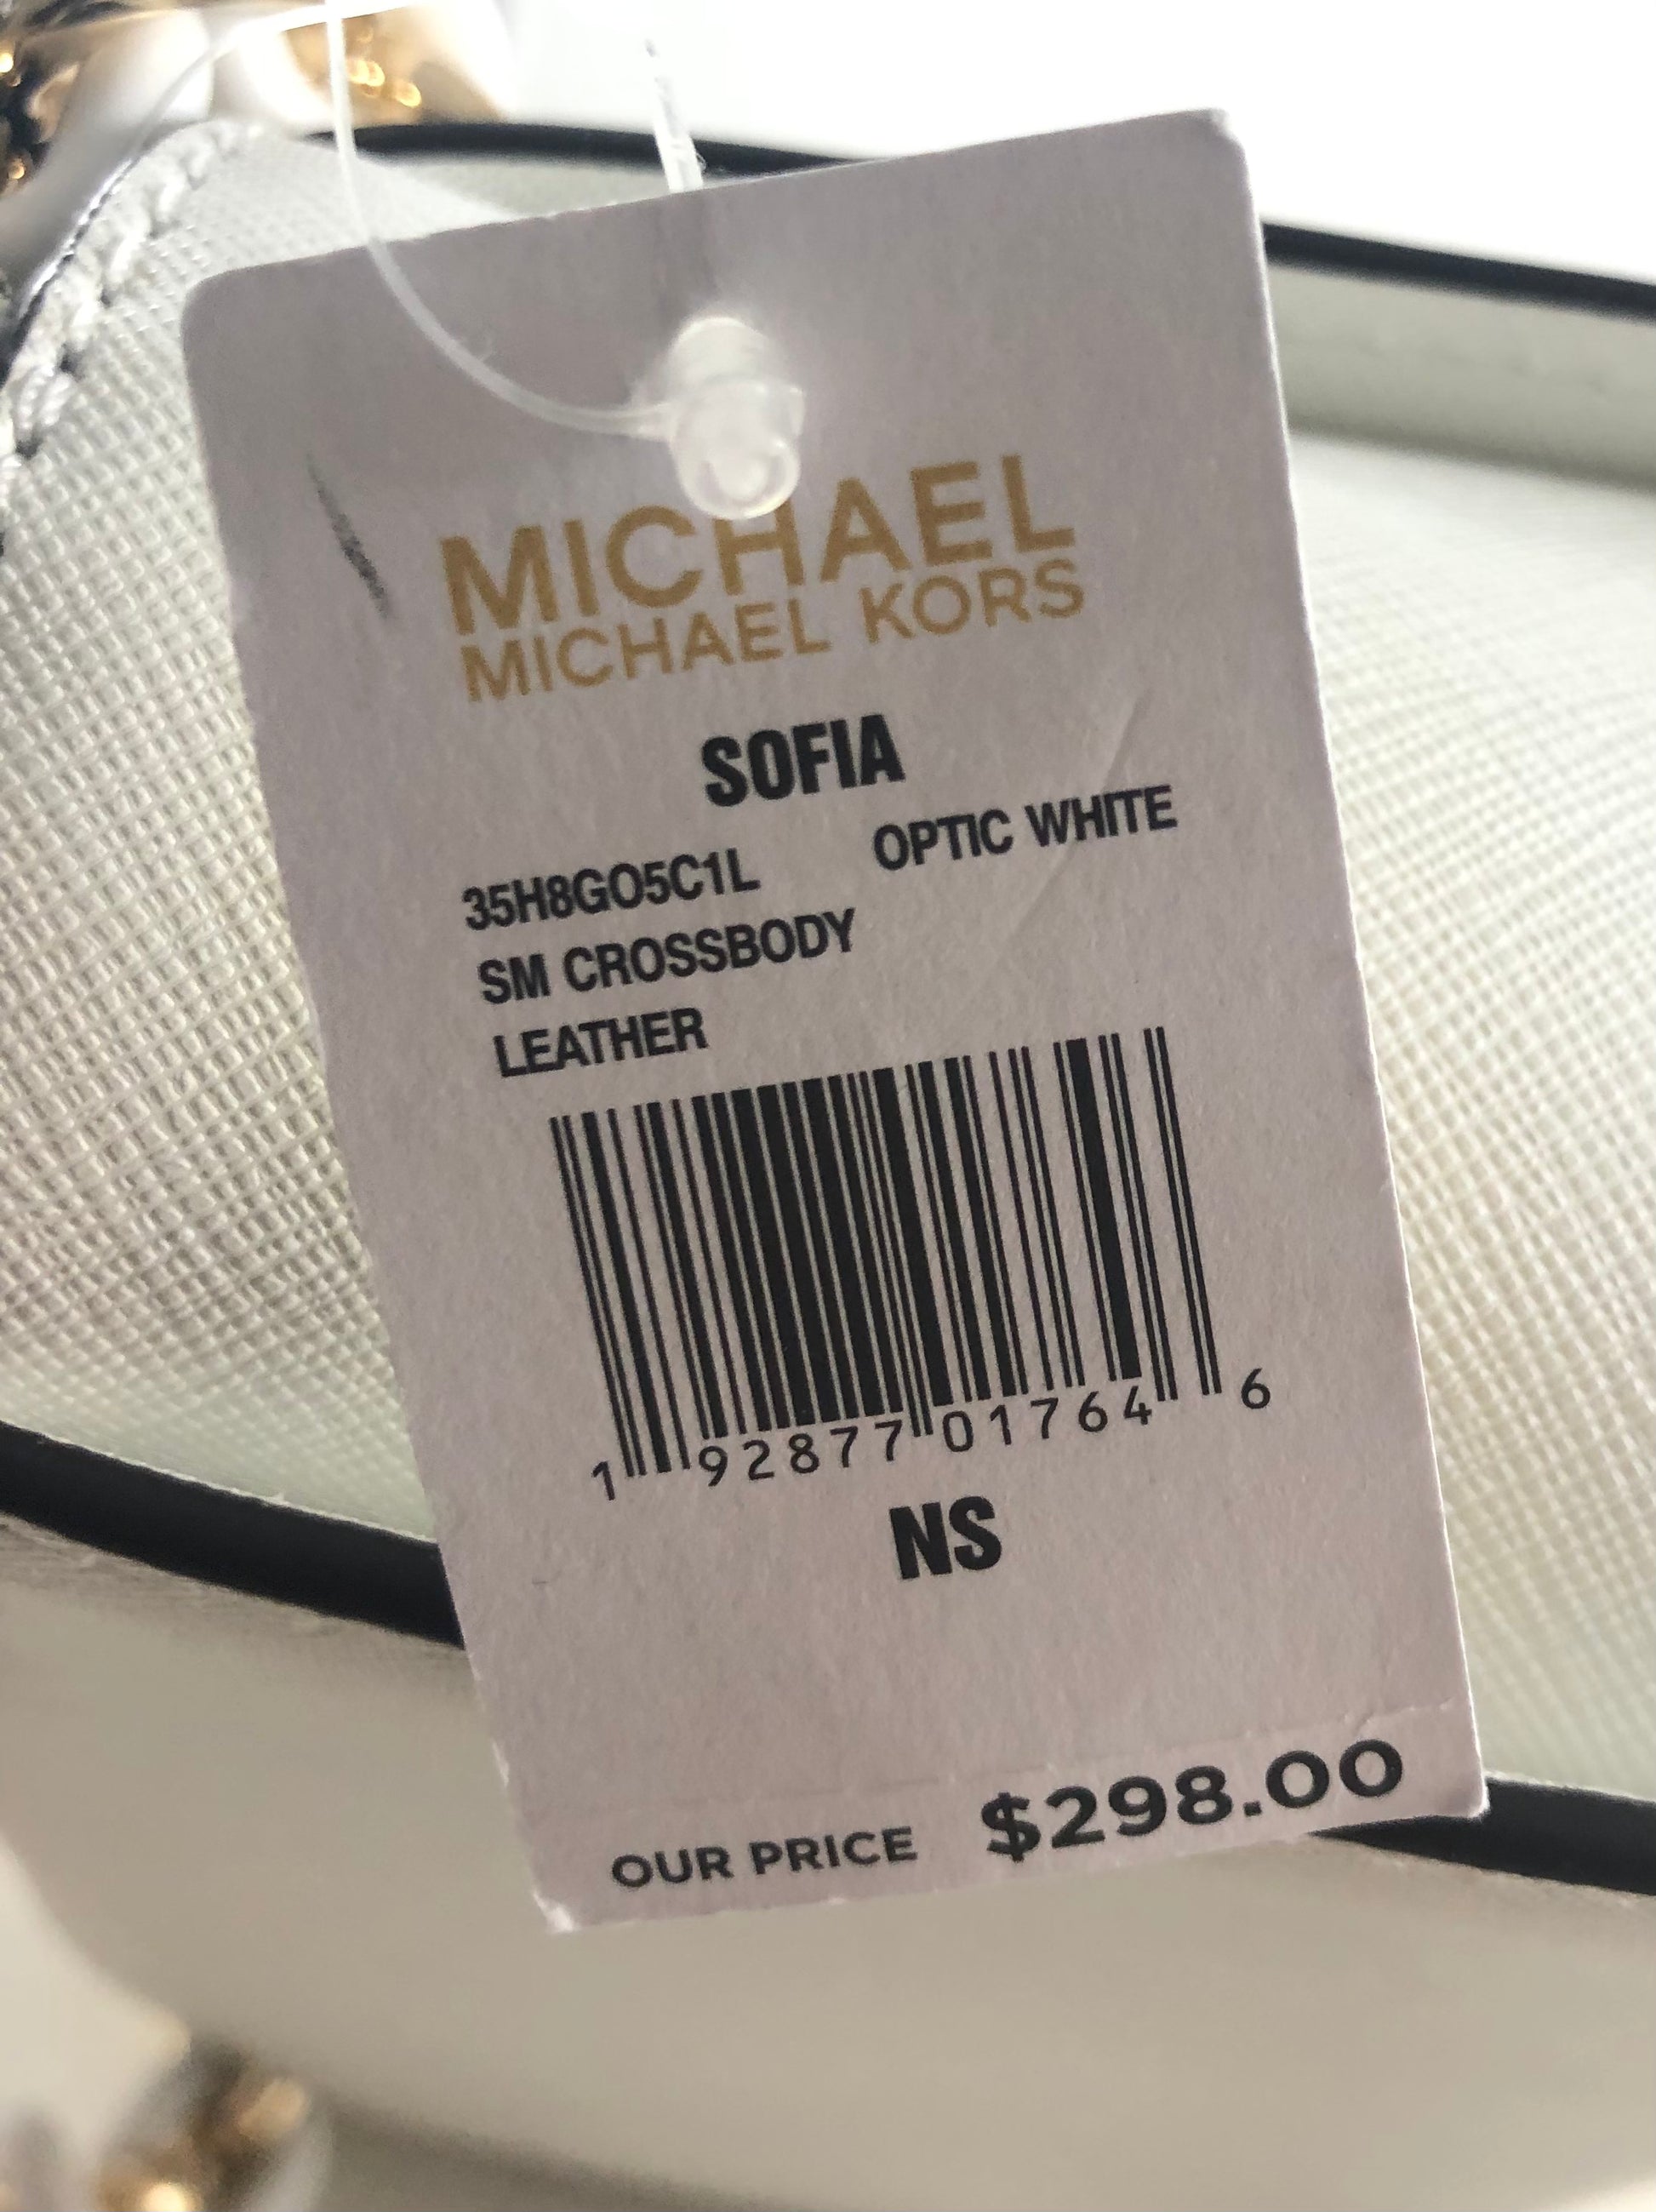 MICHAEL
MICHAEL KORS
SOFIA
35H8GO5C1L OPTIC WHITE
SM CROSSBODY
LEATHER
1 92877 01764 6
NS
OUR PRICE $298.00